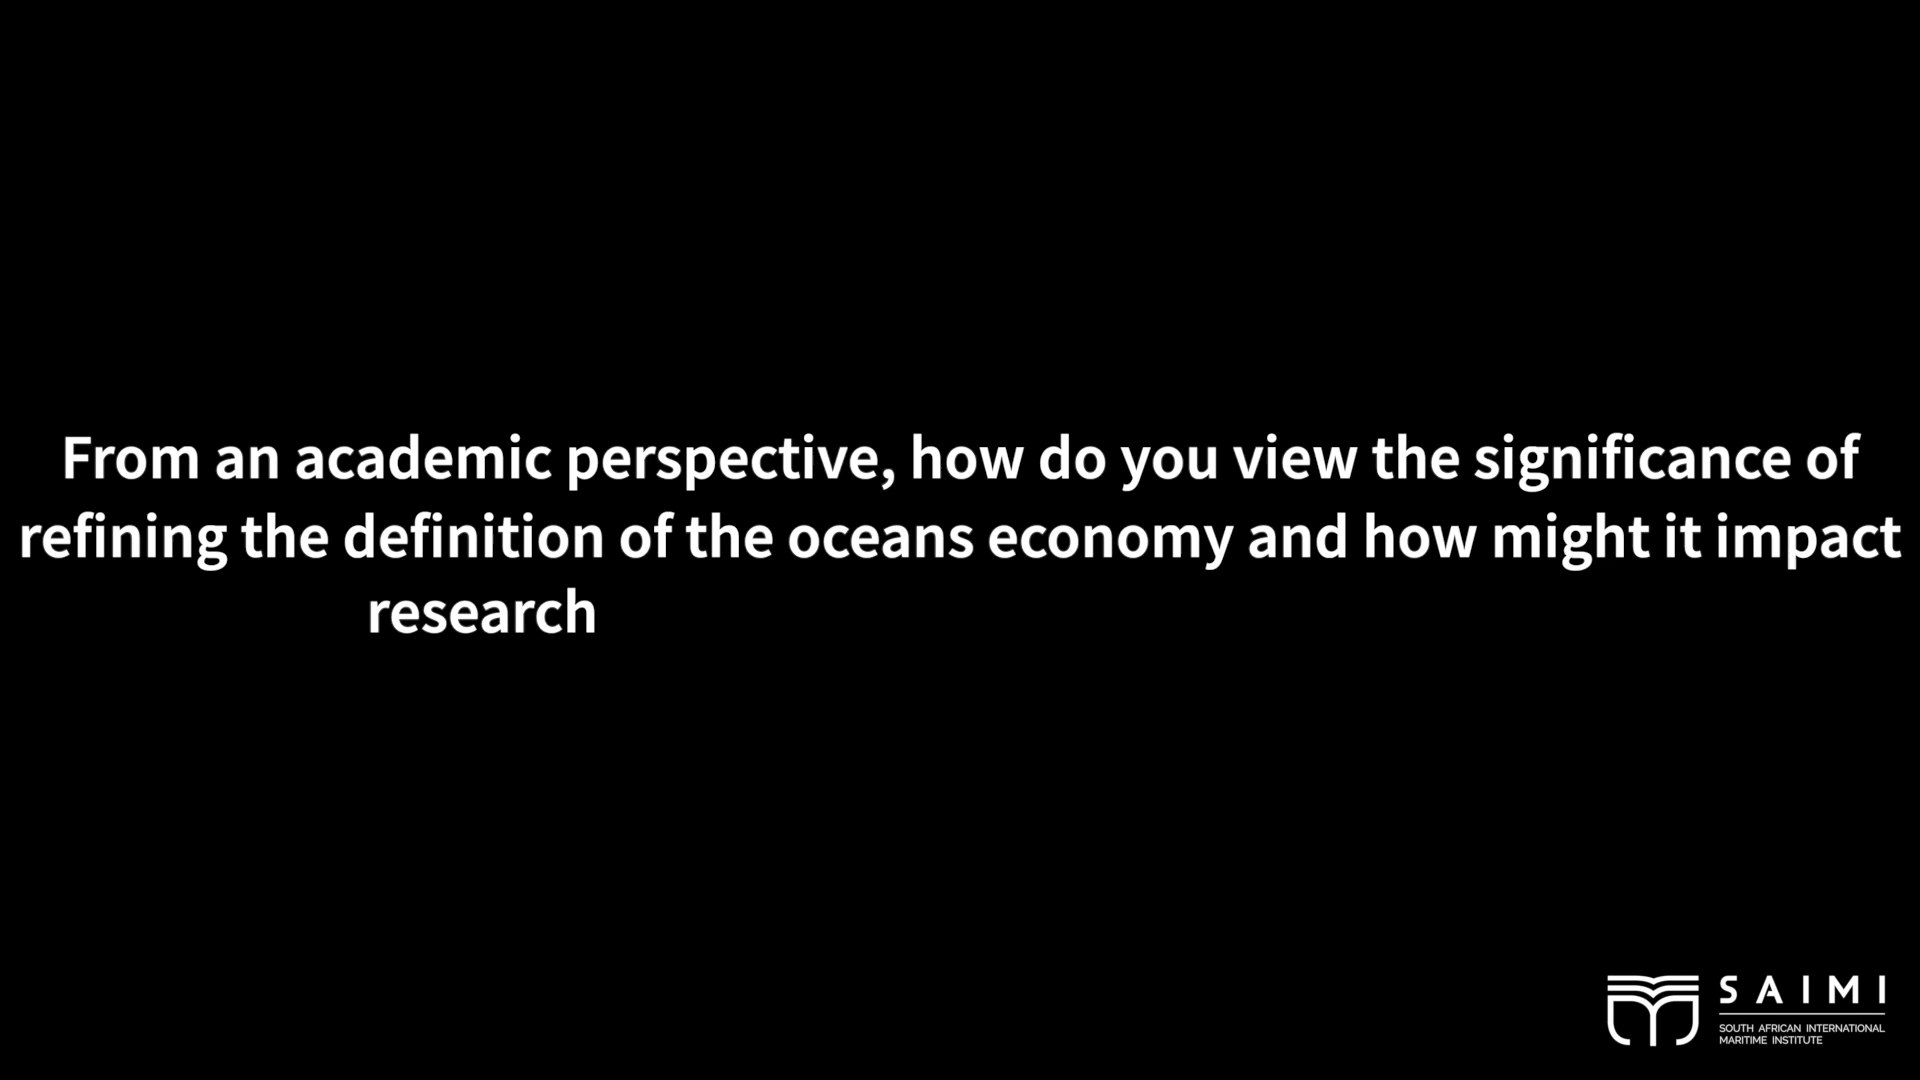 From an academic perspective, how do you view the significance of
refining the definition of the oceans economy and how might it impact
research
SAIMI
SOUTH AFRICAN INTERNATIONAL
MARITIME INSTITUTE